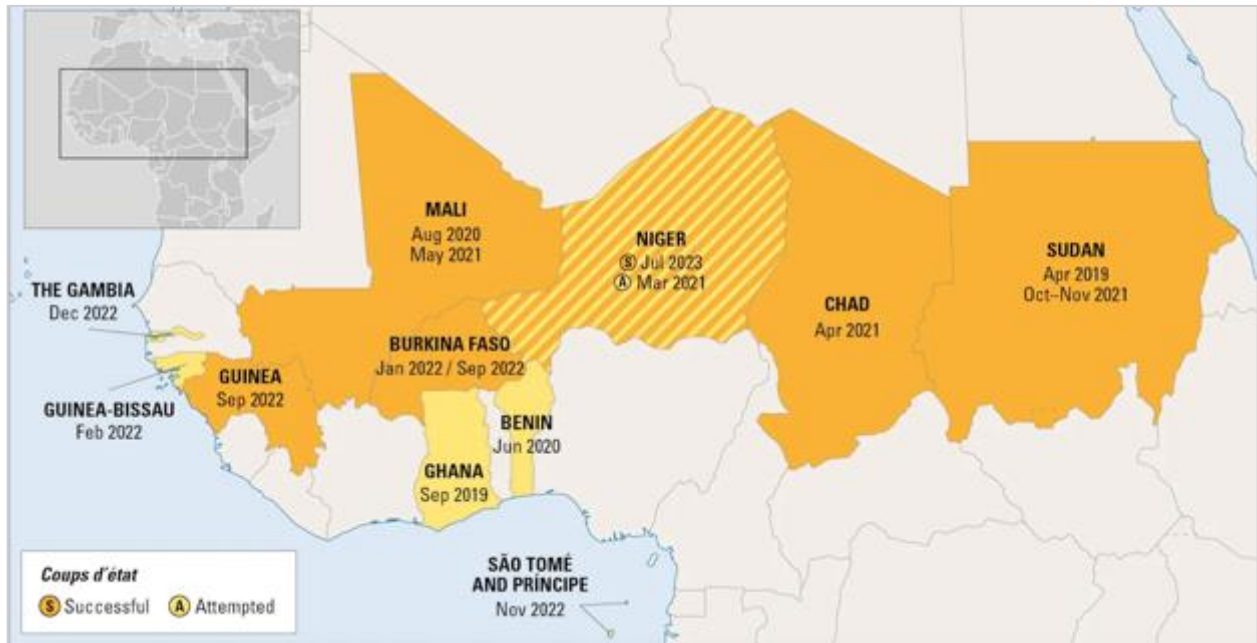 MALI
Aug 2020
May 2021
NIGER
Ⓢ Jul 2023
Ⓐ Mar 2021
SUDAN
Apr 2019
Oct–Nov 2021
THE GAMBIA
Dec 2022
CHAD
Apr 2021
BURKINA FASO
Jan 2022 / Sep 2022
GUINEA
Sep 2022
GUINEA-BISSAU
Feb 2022
BENIN
Jun 2020
GHANA
Sep 2019
SÃO TOMÉ
AND PRÍNCIPE
Nov 2022
Coups d’état
Ⓢ Successful Ⓐ Attempted